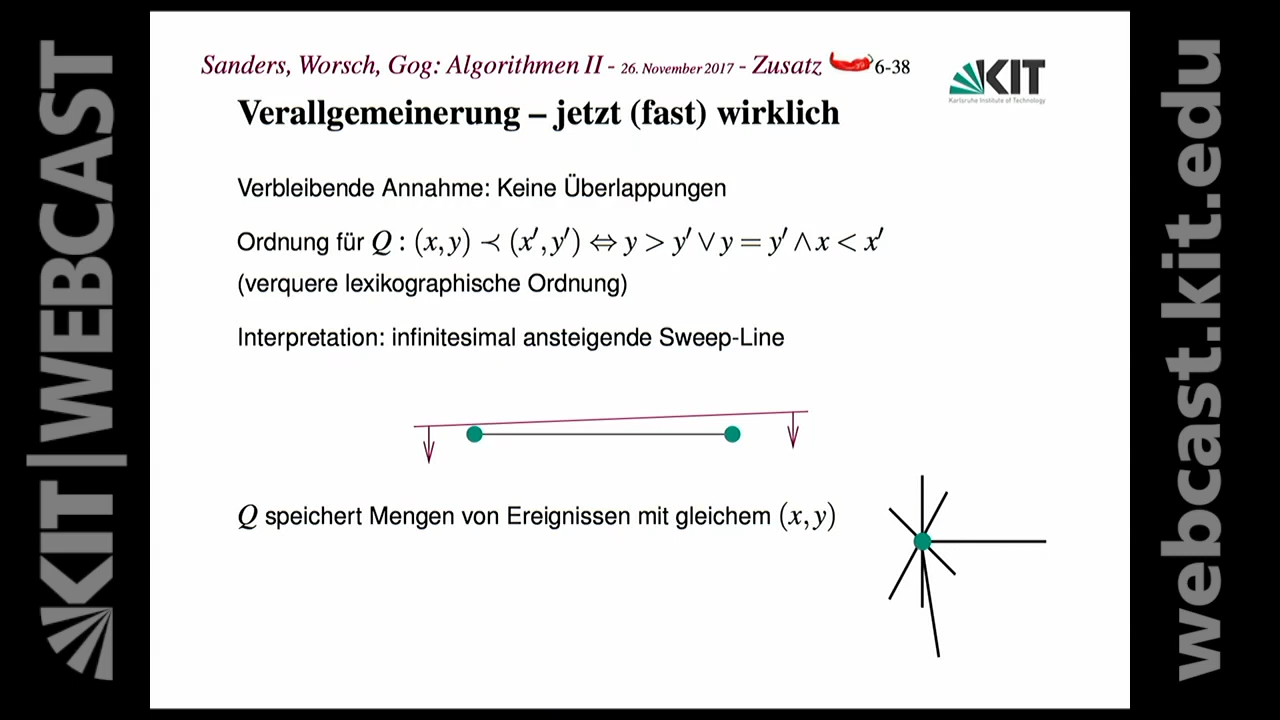 KIT | WEBCAST
Sanders, Worsch, Gog: Algorithmen II - 26. November 2017 - Zusatz 6-38
KIT
Karlsruhe Institute of Technology
Verallgemeinerung – jetzt (fast) wirklich
Verbleibende Annahme: Keine Überlappungen
Ordnung für Q : (x, y) ≺ (x′, y′) ⇔ y > y′ ∨ y = y′ ∧ x < x′
(verquere lexikographische Ordnung)
Interpretation: infinitesimal ansteigende Sweep-Line
Q speichert Mengen von Ereignissen mit gleichem (x, y)
webcast.kit.edu